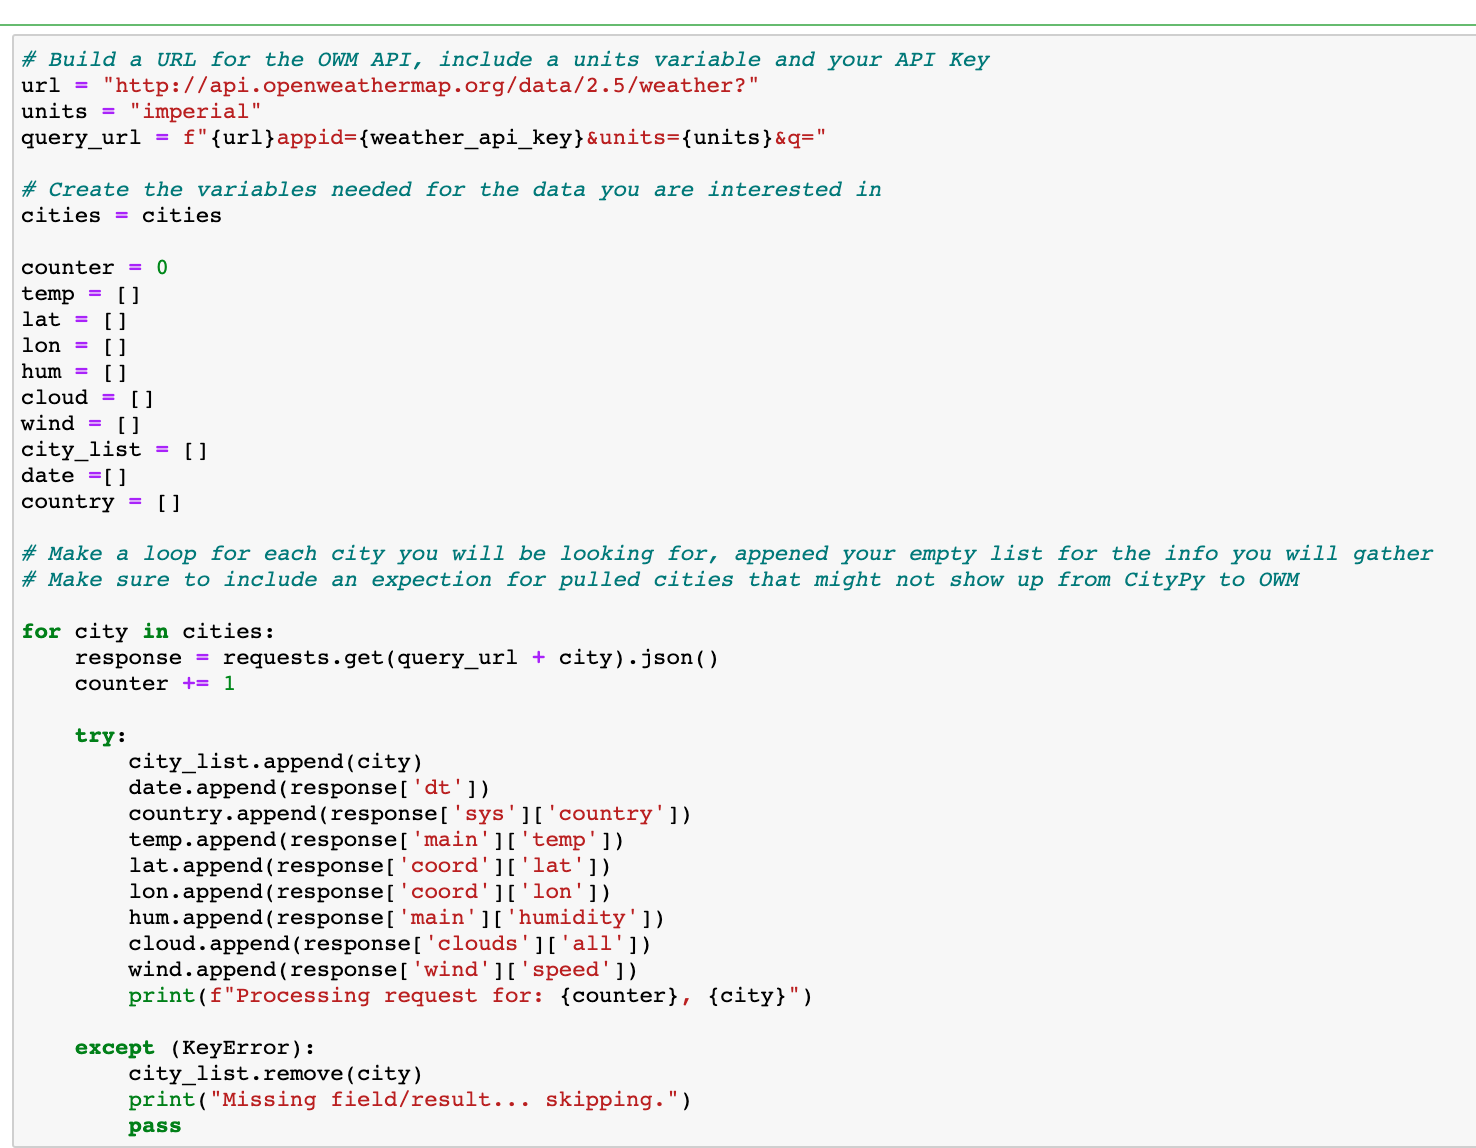 # Build a URL for the OWM API, include a units variable and your API Key
url = "http://api.openweathermap.org/data/2.5/weather?"
units = "imperial"
query_url = f"{url}appid={weather_api_key}&units={units}&q="
# Create the variables needed for the data you are interested in
cities = cities
counter = 0
temp = []
lat = []
lon = []
hum = []
cloud = []
wind = []
city_list = []
date =[]
country = []
# Make a loop for each city you will be looking for, appened your empty list for the info you will gather
# Make sure to include an expection for pulled cities that might not show up from CityPy to OWM
for city in cities:
    response = requests.get(query_url + city).json()
    counter += 1
    try:
        city_list.append(city)
        date.append(response['dt'])
        country.append(response['sys']['country'])
        temp.append(response['main']['temp'])
        lat.append(response['coord']['lat'])
        lon.append(response['coord']['lon'])
        hum.append(response['main']['humidity'])
        cloud.append(response['clouds']['all'])
        wind.append(response['wind']['speed'])
        print(f"Processing request for: {counter}, {city}")
    except (KeyError):
        city_list.remove(city)
        print("Missing field/result... skipping.")
        pass